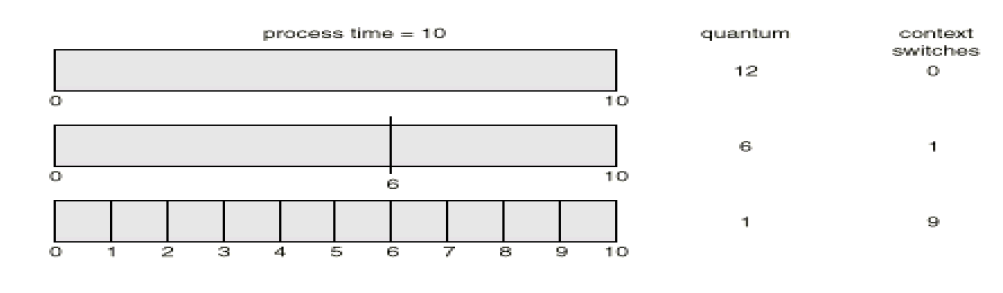 process time = 10 quantum context
switches
12 0
0 10
6 1
0 6 10
1 9
0 1 2 3 4 5 6 7 8 9 10